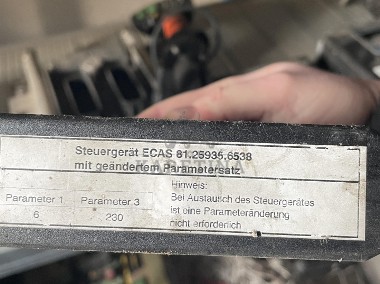 Steuergerät ECAS 81.25935.6538
mit geändertem Parametersatz
Parameter 1 Parameter 3
6 230
Hinweis:
Bei Austausch des Steuergerätes
ist eine Parameteränderung
nicht erforderlich